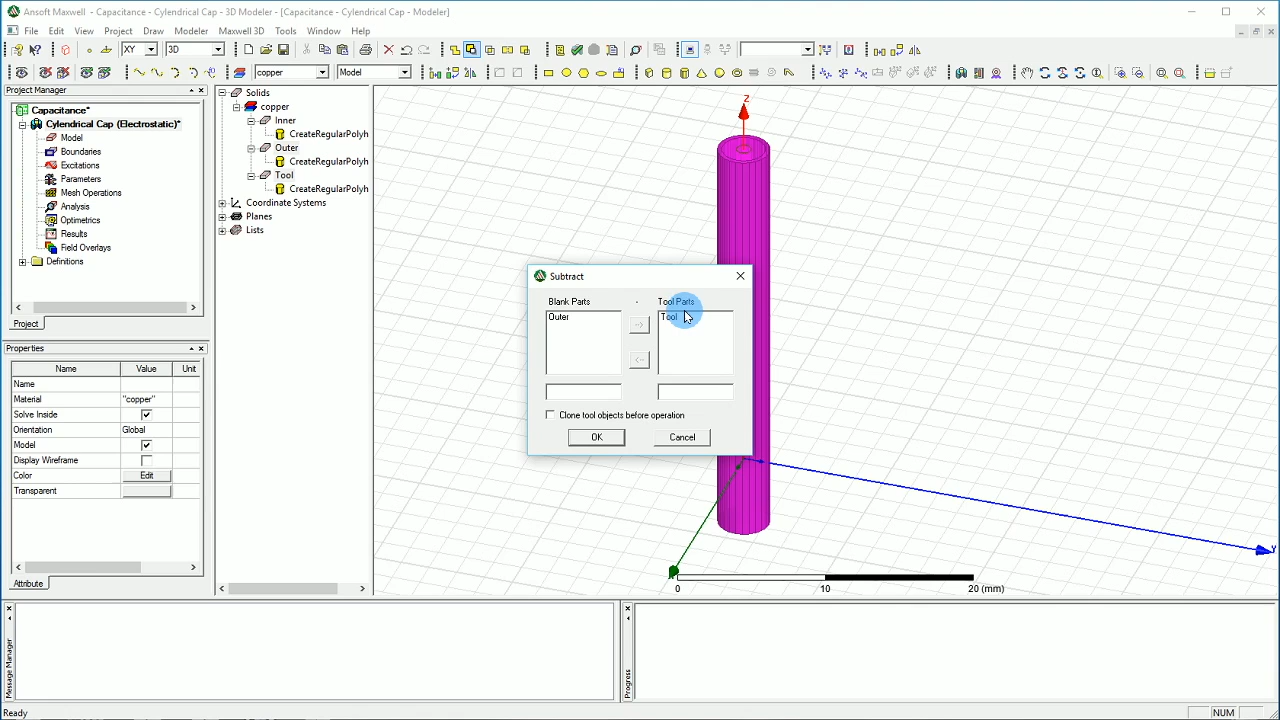 Ansoft Maxwell - Capacitance - Cylendrical Cap - 3D Modeler - [Capacitance - Cylendrical Cap - Modeler]
File Edit View Project Draw Modeler Maxwell 3D Tools Window Help
XY 3D
copper Model
Project Manager
Capacitance*
Cylendrical Cap (Electrostatic)*
Model
Boundaries
Excitations
Parameters
Mesh Operations
Analysis
Optimetrics
Results
Field Overlays
Definitions
Project
Properties
Name Value Unit
Name
Material "copper"
Solve Inside
Orientation Global
Model
Display Wireframe
Color Edit
Transparent
Attribute
Solids
copper
Inner
CreateRegularPolyh
Outer
CreateRegularPolyh
Tool
CreateRegularPolyh
Coordinate Systems
Planes
Lists
Z
Subtract
Blank Parts Tool Parts
Outer Tool
-->
<--
Clone tool objects before operation
OK Cancel
Y
0 10 20 (mm)
Message Manager
Progress
Ready NUM